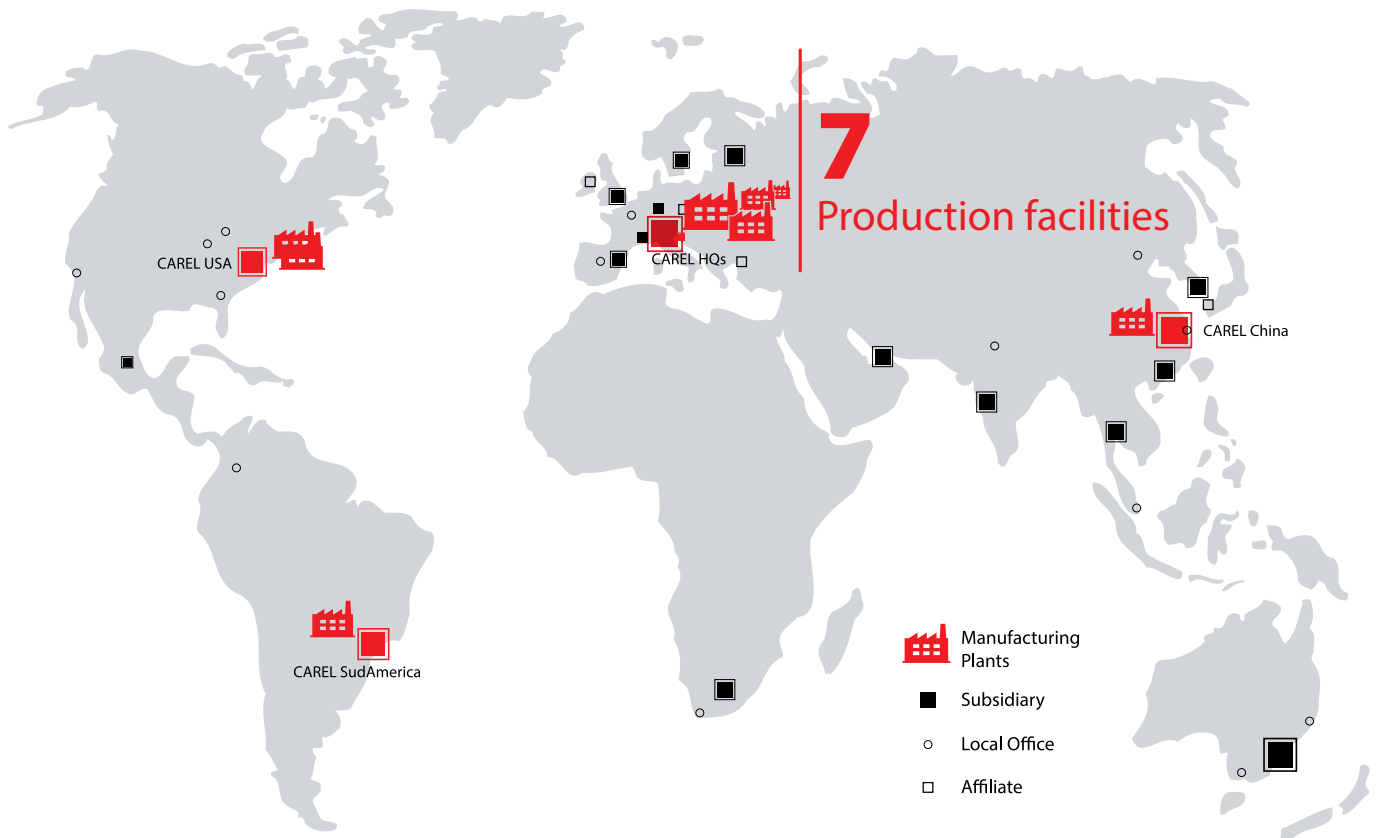 7
Production facilities
CAREL USA
CAREL HQs
CAREL China
CAREL SudAmerica
Manufacturing
Plants
Subsidiary
Local Office
Affiliate